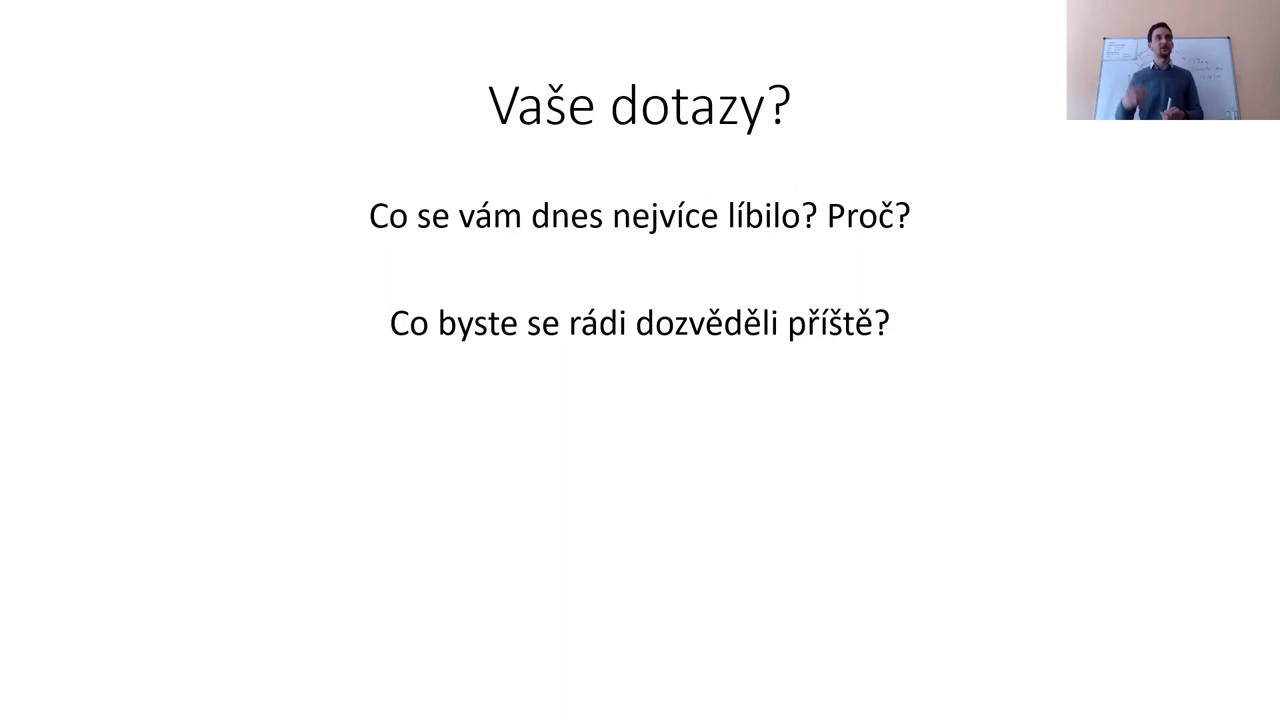 Vaše dotazy?
Co se vám dnes nejvíce líbilo? Proč?
Co byste se rádi dozvěděli příště?